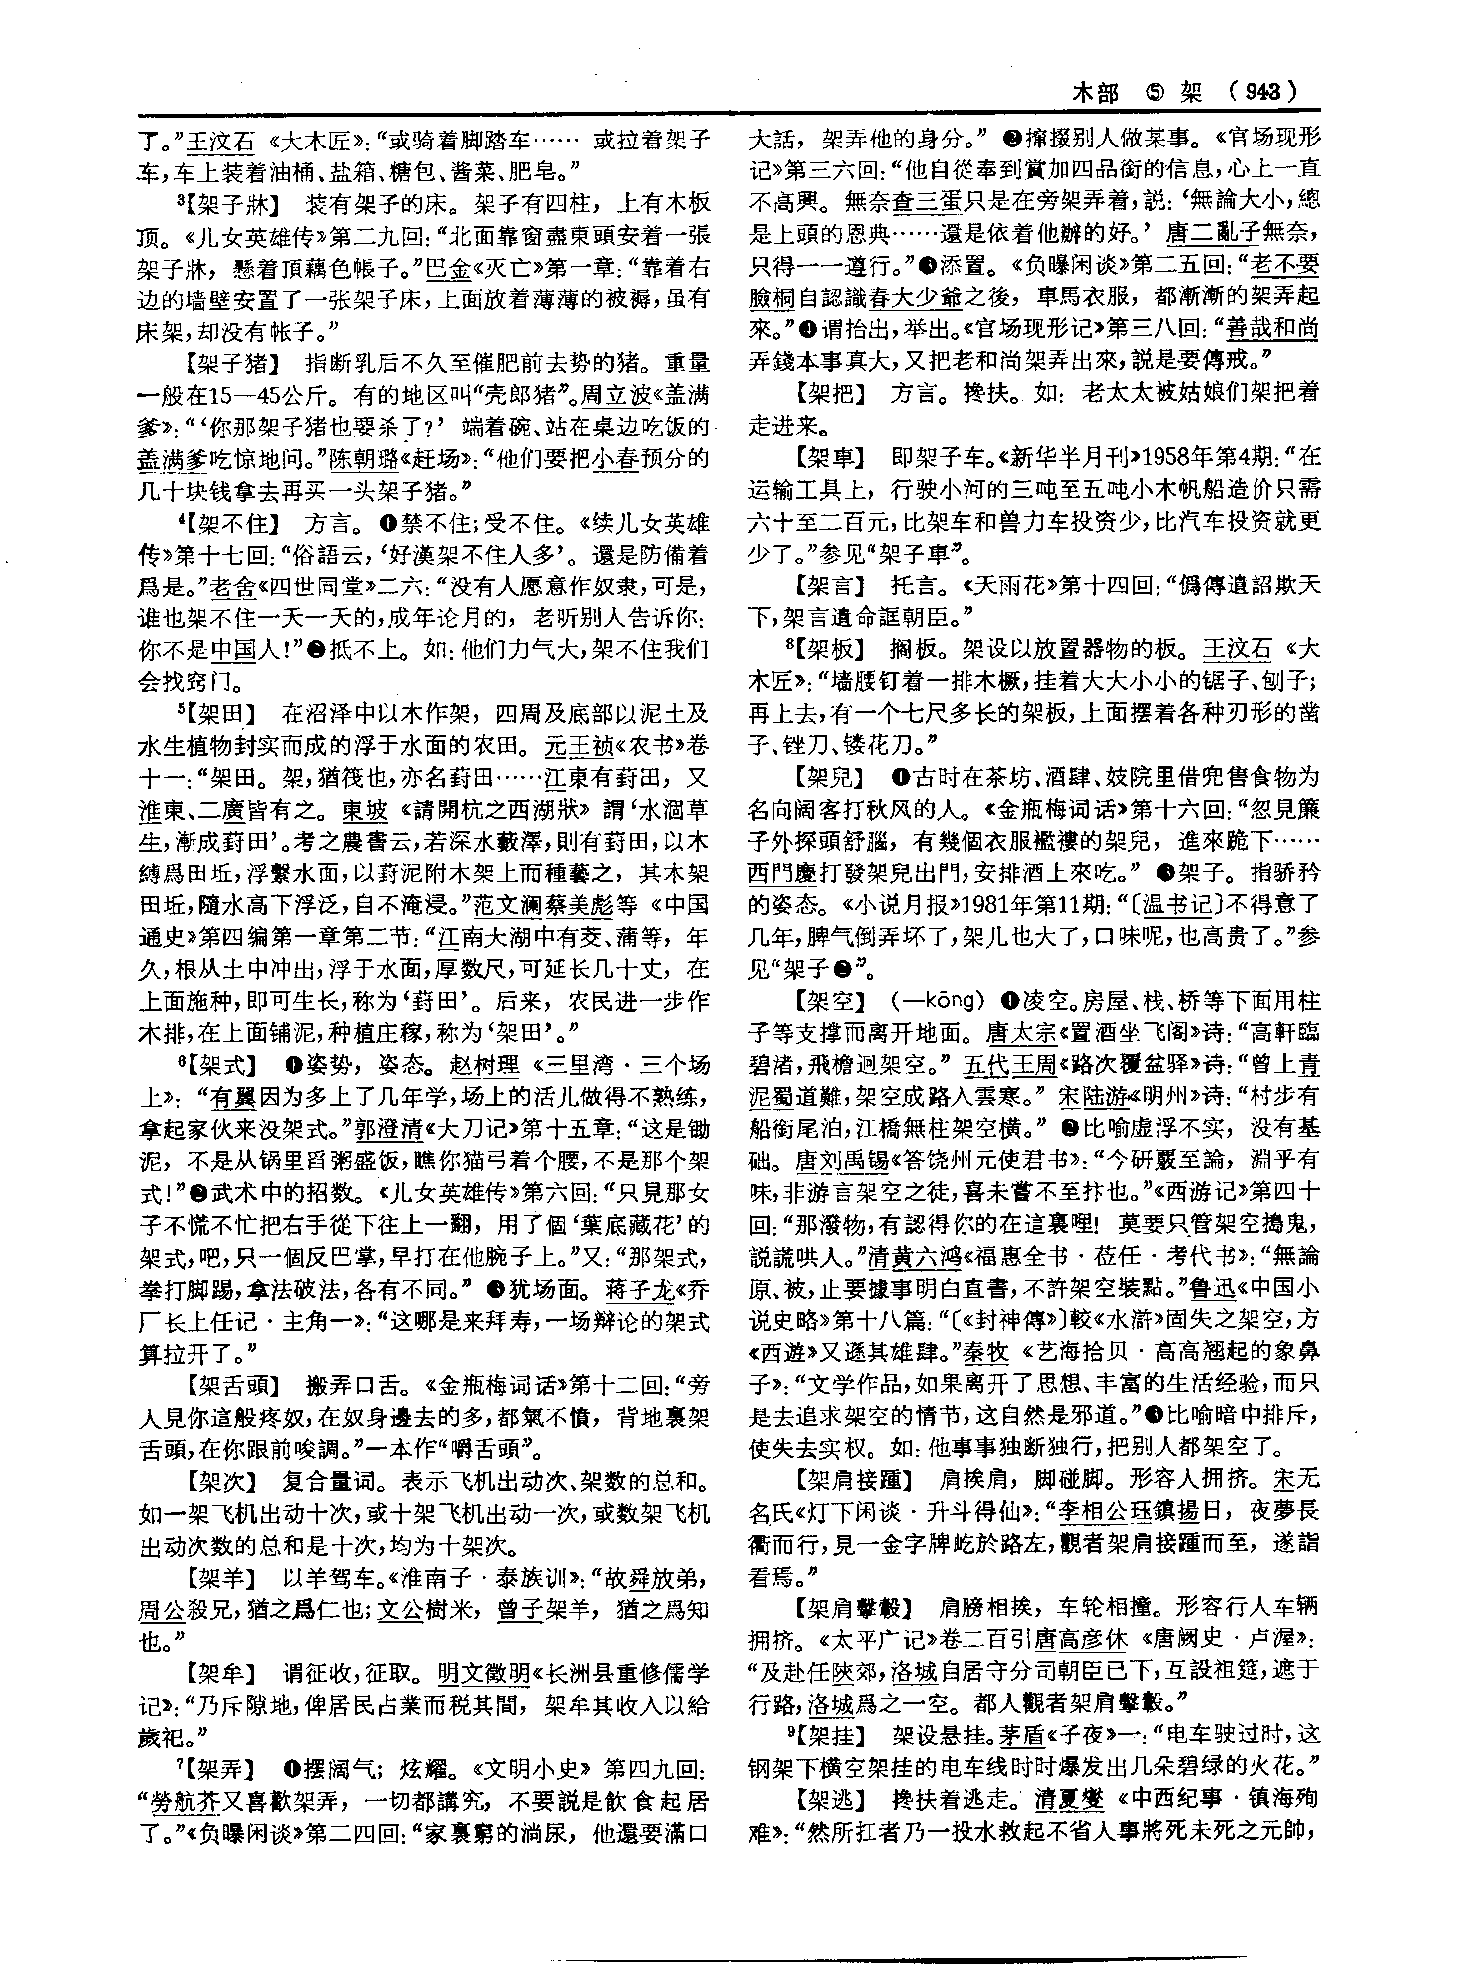 木部 ⑤ 架 （943）
了。”王汶石《大木匠》：“或骑着脚踏车……或拉着架子
车，车上装着油桶、盐箱、糖包、酱菜、肥皂。”
³【架子牀】 装有架子的床。架子有四柱，上有木板
顶。《儿女英雄传》第二九回：“北面靠窗盡東頭安着一張
架子牀，懸着頂藕色帳子。”巴金《灭亡》第一章：“靠着右
边的墙壁安置了一张架子床，上面放着薄薄的被褥，虽有
床架，却没有帐子。”
【架子猪】 指断乳后不久至催肥前去势的猪。重量
一般在15—45公斤。有的地区叫“壳郎猪”。周立波《盖满
爹》：“‘你那架子猪也要杀了？’端着碗、站在桌边吃饭的
盖满爹吃惊地问。”陈朝璐《赶场》：“他们要把小春预分的
几十块钱拿去再买一头架子猪。”
⁴【架不住】 方言。❶禁不住；受不住。《续儿女英雄
传》第十七回：“俗語云，‘好漢架不住人多’。還是防備着
爲是。”老舍《四世同堂》二六：“没有人愿意作奴隶，可是，
谁也架不住一天一天的，成年论月的，老听别人告诉你：
你不是中国人！”❷抵不上。如：他们力气大，架不住我们
会找窍门。
⁵【架田】 在沼泽中以木作架，四周及底部以泥土及
水生植物封实而成的浮于水面的农田。元王祯《农书》卷
十一：“架田。架，猶筏也，亦名葑田……江東有葑田，又
淮東、二廣皆有之。東坡《請開杭之西湖狀》謂‘水涸草
生，漸成葑田’。考之農書云，若深水藪澤，則有葑田，以木
縛爲田坵，浮繫水面，以葑泥附木架上而種藝之，其木架
田坵，隨水高下浮泛，自不淹浸。”范文澜蔡美彪等《中国
通史》第四编第一章第二节：“江南大湖中有茭、蒲等，年
久，根从土中冲出，浮于水面，厚数尺，可延长几十丈，在
上面施种，即可生长，称为‘葑田’。后来，农民进一步作
木排，在上面铺泥，种植庄稼，称为‘架田’。”
⁶【架式】 ❶姿势，姿态。赵树理《三里湾·三个场
上》：“有翼因为多上了几年学，场上的活儿做得不熟练，
拿起家伙来没架式。”郭澄清《大刀记》第十五章：“这是锄
泥，不是从锅里舀粥盛饭，瞧你猫弓着个腰，不是那个架
式！”❷武术中的招数。《儿女英雄传》第六回：“只見那女
子不慌不忙把右手從下往上一翻，用了個‘葉底藏花’的
架式，吧，只一個反巴掌，早打在他腕子上。”又：“那架式，
拳打脚踢，拿法破法，各有不同。”❸犹场面。蒋子龙《乔
厂长上任记·主角一》：“这哪是来拜寿，一场辩论的架式
算拉开了。”
【架舌頭】 搬弄口舌。《金瓶梅词话》第十二回：“旁
人見你這般疼奴，在奴身邊去的多，都氣不憤，背地裏架
舌頭，在你跟前唆調。”一本作“嚼舌頭”。
【架次】 复合量词。表示飞机出动次、架数的总和。
如一架飞机出动十次，或十架飞机出动一次，或数架飞机
出动次数的总和是十次，均为十架次。
【架羊】 以羊驾车。《淮南子·泰族训》：“故舜放弟，
周公殺兄，猶之爲仁也；文公樹米，曾子架羊，猶之爲知
也。”
【架牟】 谓征收，征取。明文徵明《长洲县重修儒学
记》：“乃斥隙地，俾居民占業而税其間，架牟其收入以給
歲祀。”
⁷【架弄】 ❶摆阔气；炫耀。《文明小史》第四九回：
“勞航芥又喜歡架弄，一切都講究，不要説是飲食起居
了。”《负曝闲谈》第二四回：“家裏窮的淌尿，他還要滿口
大話，架弄他的身分。”❷撺掇别人做某事。《官场现形
记》第三六回：“他自從奉到賞加四品銜的信息，心上一直
不高興。無奈查三蛋只是在旁架弄着，説：‘無論大小，總
是上頭的恩典……還是依着他辦的好。’唐二亂子無奈，
只得一一遵行。”❸添置。《负曝闲谈》第二五回：“老不要
臉桐自認識春大少爺之後，車馬衣服，都漸漸的架弄起
來。”❹谓抬出，举出。《官场现形记》第三八回：“善哉和尚
弄錢本事真大，又把老和尚架弄出來，説是要傳戒。”
【架把】 方言。搀扶。如：老太太被姑娘们架把着
走进来。
【架車】 即架子车。《新华半月刊》1958年第4期：“在
运输工具上，行驶小河的三吨至五吨小木帆船造价只需
六十至二百元，比架车和兽力车投资少，比汽车投资就更
少了。”参见“架子車”。
【架言】 托言。《天雨花》第十四回：“僞傳遺詔欺天
下，架言遺命誆朝臣。”
⁸【架板】 搁板。架设以放置器物的板。王汶石《大
木匠》：“墙腰钉着一排木橛，挂着大大小小的锯子、刨子；
再上去，有一个七尺多长的架板，上面摆着各种刃形的凿
子、锉刀、镂花刀。”
【架兒】 ❶古时在茶坊、酒肆、妓院里借兜售食物为
名向阔客打秋风的人。《金瓶梅词话》第十六回：“忽見簾
子外探頭舒腦，有幾個衣服襤褸的架兒，進來跪下……
西門慶打發架兒出門，安排酒上來吃。”❸架子。指骄矜
的姿态。《小说月报》1981年第11期：“〔温书记〕不得意了
几年，脾气倒弄坏了，架儿也大了，口味呢，也高贵了。”参
见“架子❷”。
【架空】 （—kōng） ❶凌空。房屋、栈、桥等下面用柱
子等支撑而离开地面。唐太宗《置酒坐飞阁》诗：“高軒臨
碧渚，飛檐迥架空。”五代王周《路次覆盆驿》诗：“曾上青
泥蜀道難，架空成路入雲寒。”宋陆游《明州》诗：“村步有
船銜尾泊，江橋無柱架空横。”❷比喻虚浮不实，没有基
础。唐刘禹锡《答饶州元使君书》：“今研覈至論，淵乎有
味，非游言架空之徒，喜未嘗不至抃也。”《西游记》第四十
回：“那潑物，有認得你的在這裏哩！莫要只管架空搗鬼，
説謊哄人。”清黄六鸿《福惠全书·莅任·考代书》：“無論
原、被，止要據事明白直書，不許架空裝點。”鲁迅《中国小
说史略》第十八篇：“〔《封神傳》〕較《水滸》固失之架空，方
《西遊》又遜其雄肆。”秦牧《艺海拾贝·高高翘起的象鼻
子》：“文学作品，如果离开了思想、丰富的生活经验，而只
是去追求架空的情节，这自然是邪道。”❸比喻暗中排斥，
使失去实权。如：他事事独断独行，把别人都架空了。
【架肩接踵】 肩挨肩，脚碰脚。形容人拥挤。宋无
名氏《灯下闲谈·升斗得仙》：“李相公珏鎮揚日，夜夢長
衢而行，見一金字牌屹於路左，觀者架肩接踵而至，遂詣
看焉。”
【架肩擊轂】 肩膀相挨，车轮相撞。形容行人车辆
拥挤。《太平广记》卷二百引唐高彦休《唐阙史·卢渥》：
“及赴任陝郊，洛城自居守分司朝臣已下，互設祖筵，遮于
行路，洛城爲之一空。都人觀者架肩擊轂。”
⁹【架挂】 架设悬挂。茅盾《子夜》一：“电车驶过时，这
钢架下横空架挂的电车线时时爆发出几朵碧绿的火花。”
【架逃】 搀扶着逃走。清夏燮《中西纪事·镇海殉
难》：“然所扛者乃一投水救起不省人事將死未死之元帥，